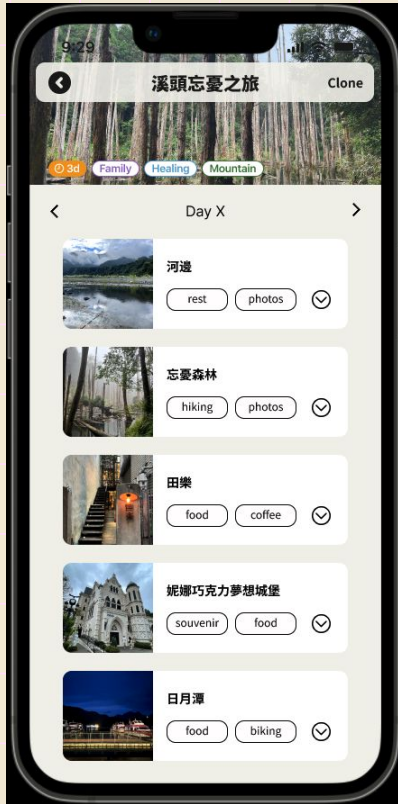 9:29
溪頭忘憂之旅 Clone
3d Family Healing Mountain
Day X
河邊
rest photos
忘憂森林
hiking photos
田樂
food coffee
妮娜巧克力夢想城堡
souvenir food
日月潭
food biking